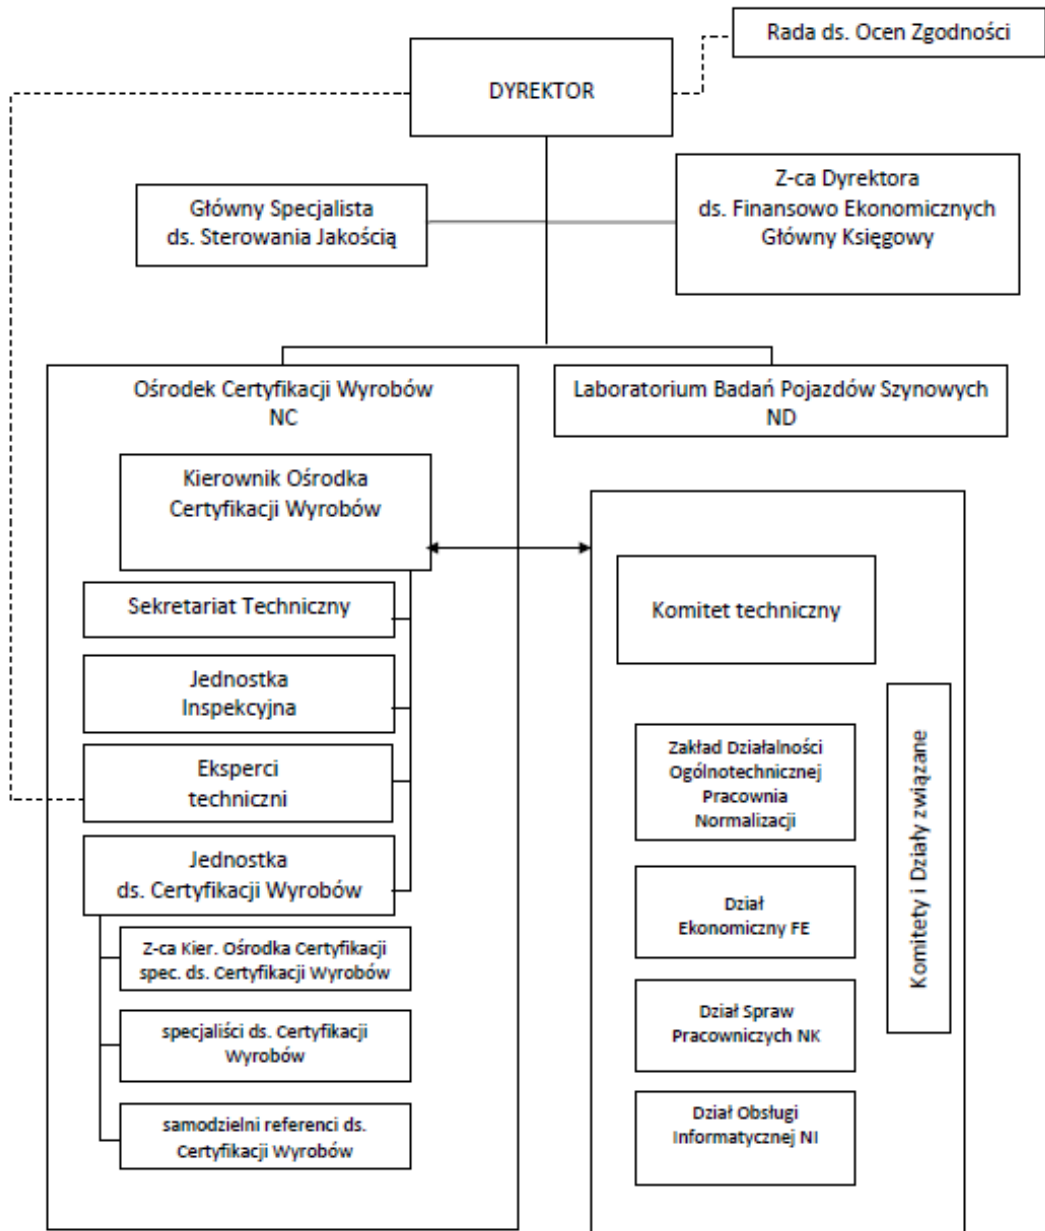 Rada ds. Ocen Zgodności
DYREKTOR
Główny Specjalista
ds. Sterowania Jakością
Z-ca Dyrektora
ds. Finansowo Ekonomicznych
Główny Księgowy
Ośrodek Certyfikacji Wyrobów
NC
Laboratorium Badań Pojazdów Szynowych
ND
Kierownik Ośrodka
Certyfikacji Wyrobów
Sekretariat Techniczny
Jednostka
Inspekcyjna
Eksperci
techniczni
Jednostka
ds. Certyfikacji Wyrobów
Z-ca Kier. Ośrodka Certyfikacji
spec. ds. Certyfikacji Wyrobów
specjaliści ds. Certyfikacji
Wyrobów
samodzielni referenci ds.
Certyfikacji Wyrobów
Komitet techniczny
Zakład Działalności
Ogólnotechnicznej
Pracownia
Normalizacji
Dział
Ekonomiczny FE
Dział Spraw
Pracowniczych NK
Dział Obsługi
Informatycznej NI
Komitety i Działy związane